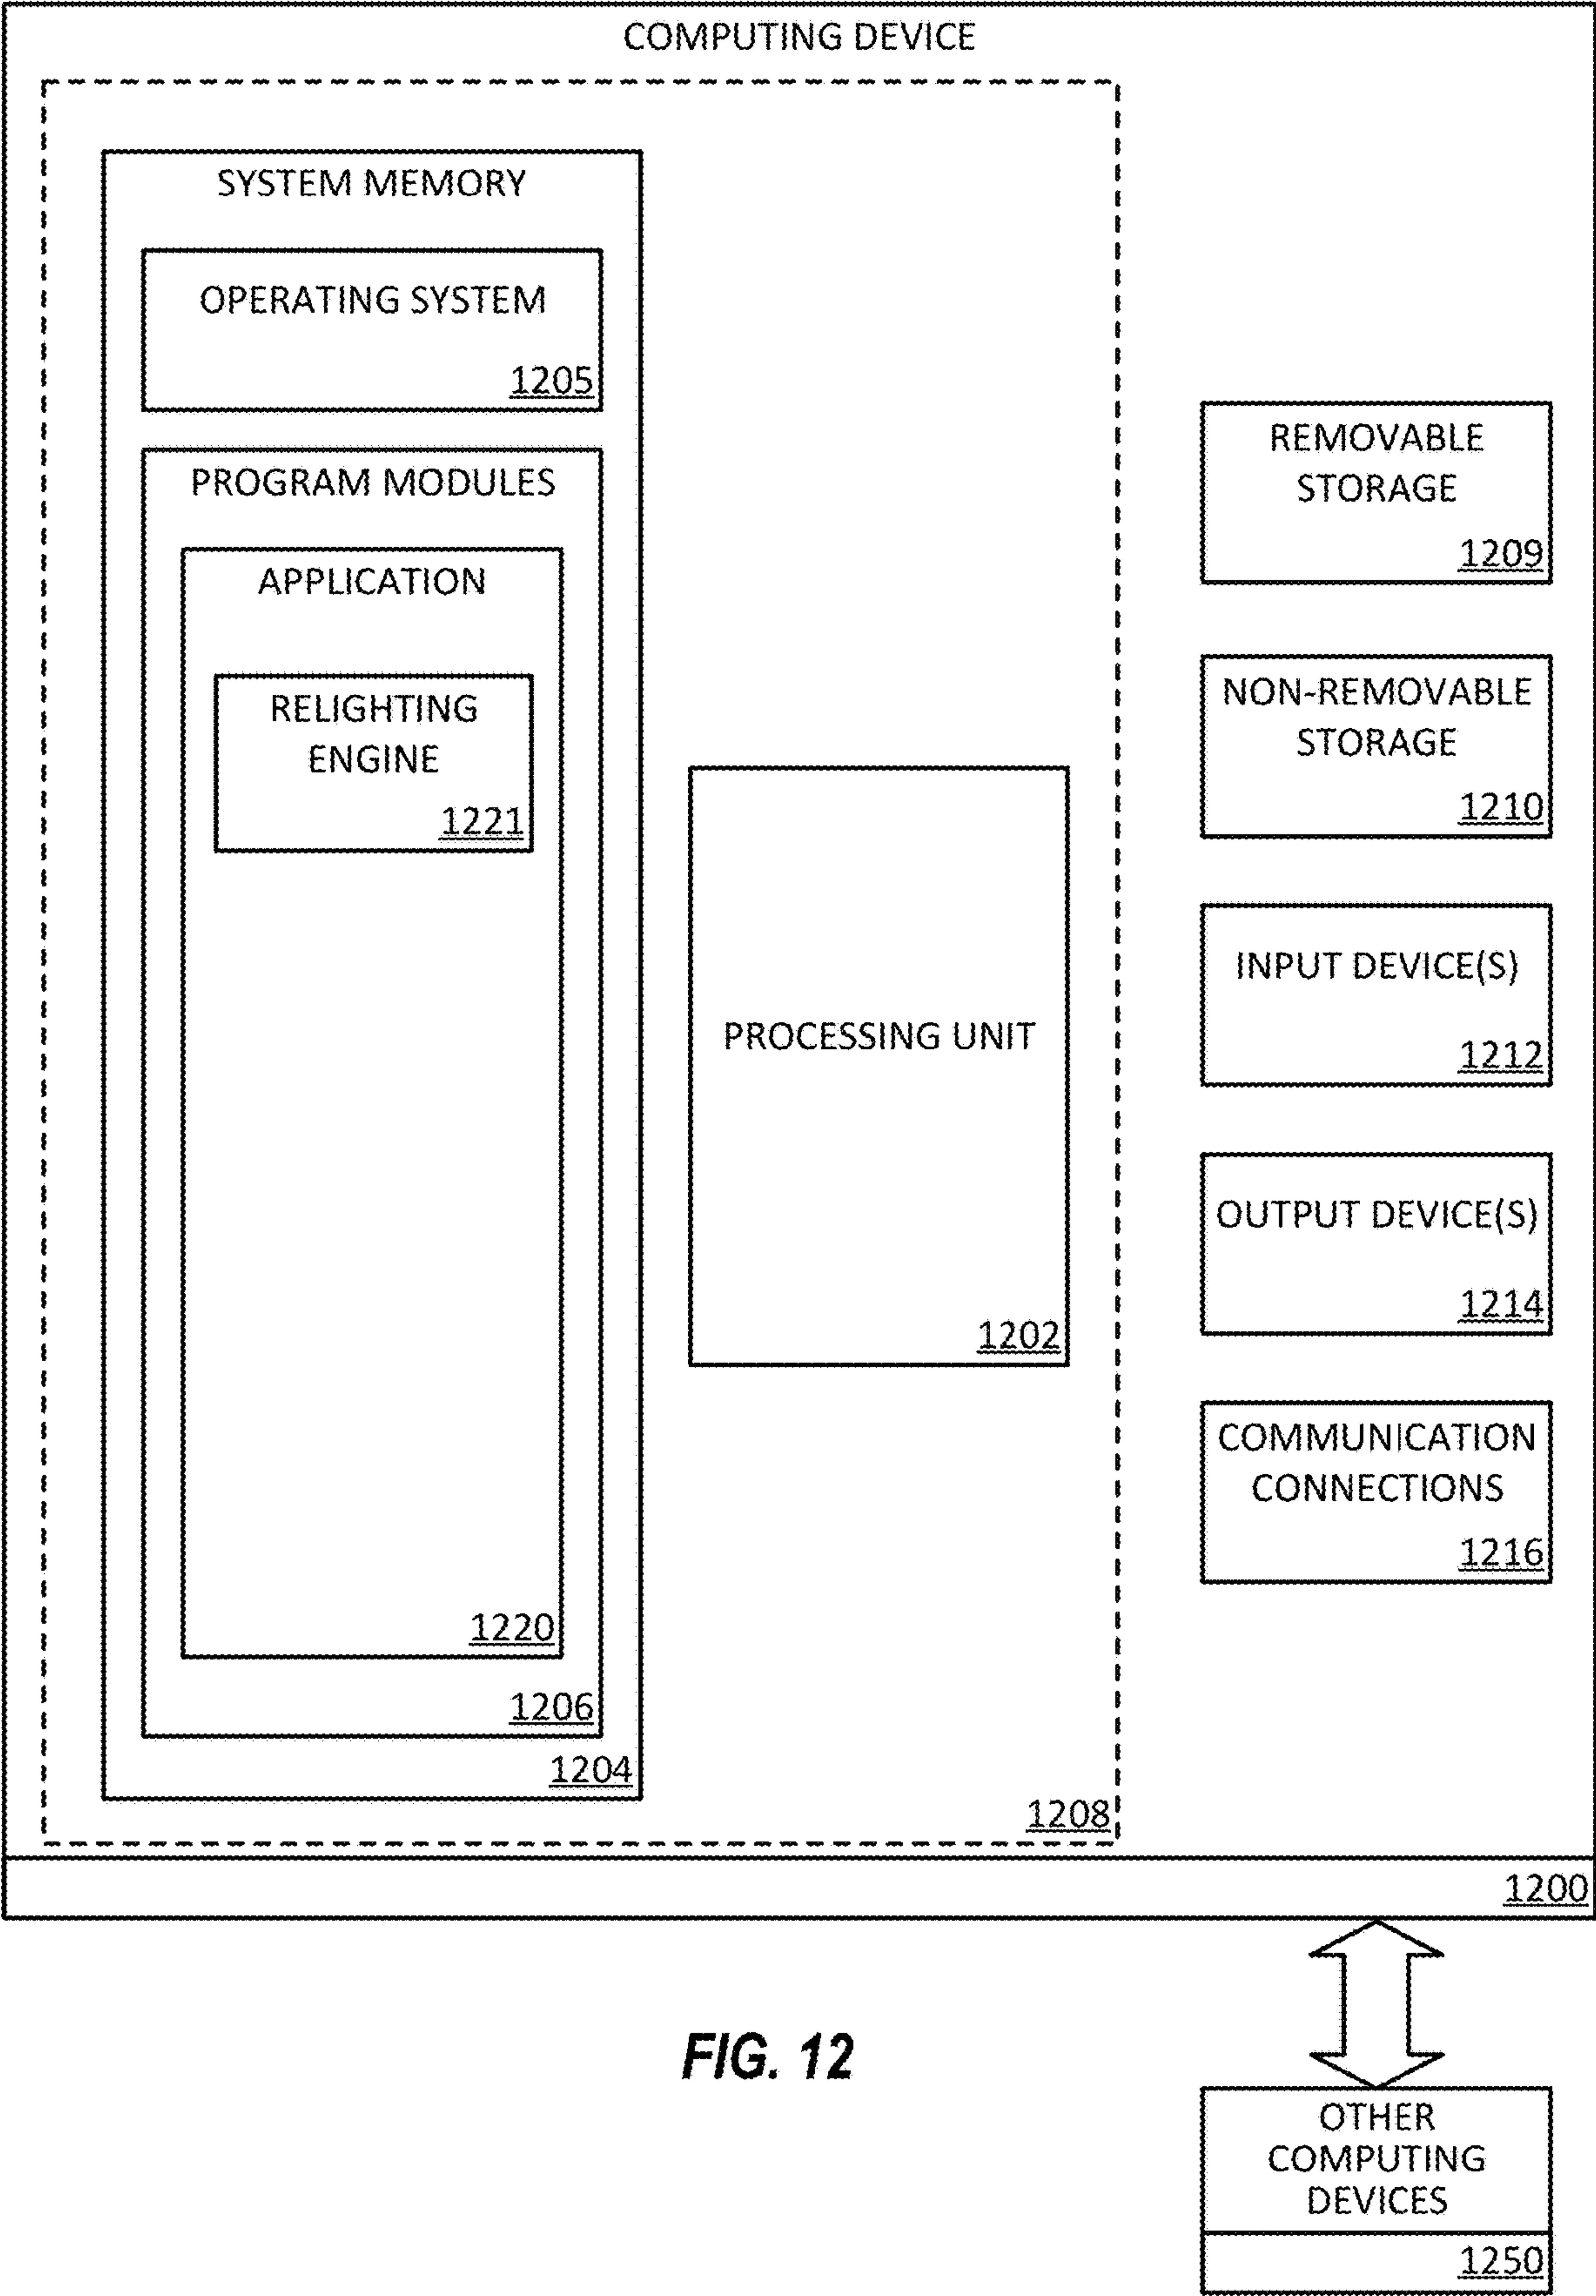 COMPUTING DEVICE
SYSTEM MEMORY
OPERATING SYSTEM
1205
PROGRAM MODULES
APPLICATION
RELIGHTING
ENGINE
1221
1220
1206
1204
PROCESSING UNIT
1202
1208
REMOVABLE
STORAGE
1209
NON-REMOVABLE
STORAGE
1210
INPUT DEVICE(S)
1212
OUTPUT DEVICE(S)
1214
COMMUNICATION
CONNECTIONS
1216
1200
FIG. 12
OTHER
COMPUTING
DEVICES
1250